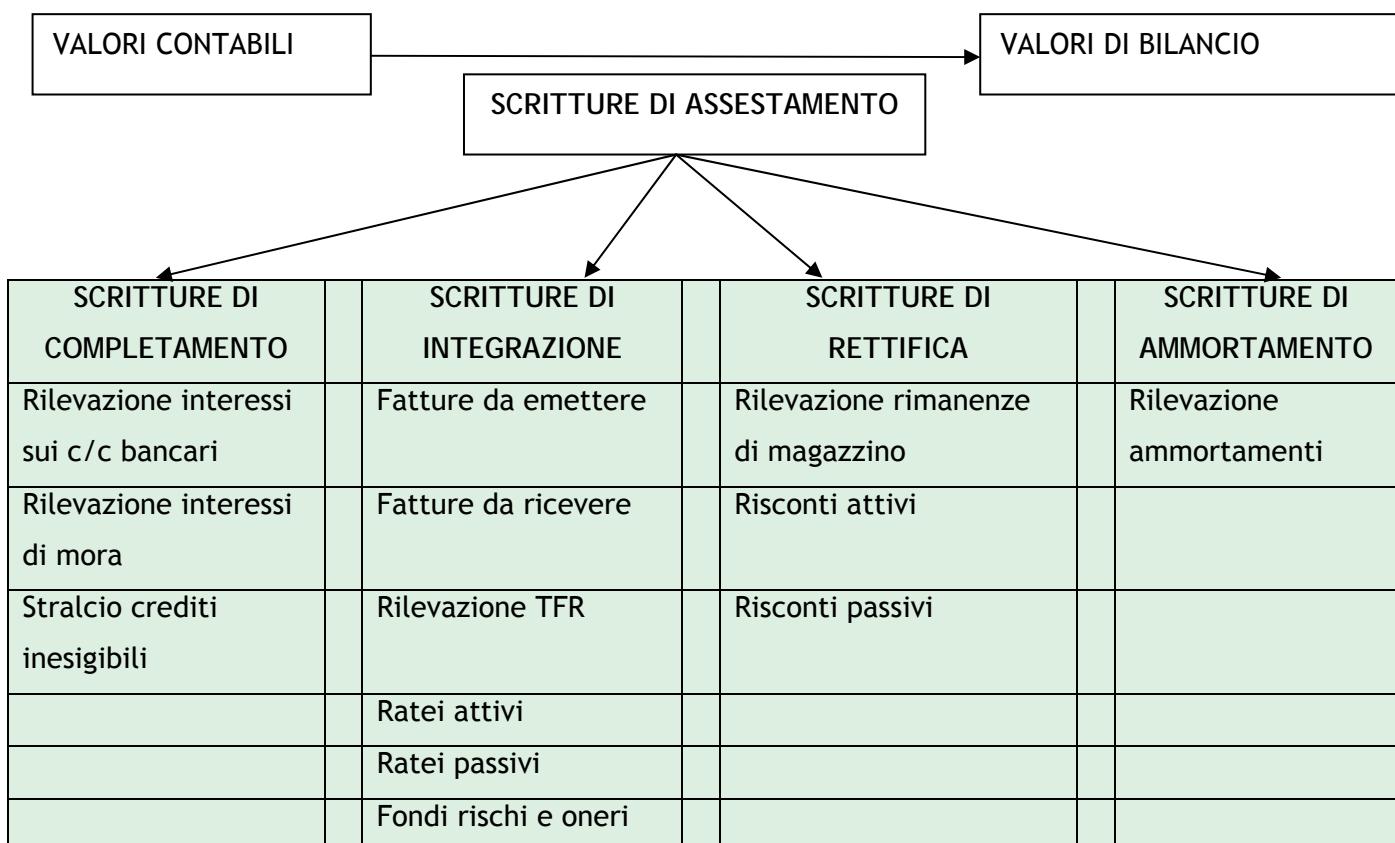 VALORI CONTABILI
VALORI DI BILANCIO
SCRITTURE DI ASSESTAMENTO
SCRITTURE DI
COMPLETAMENTO
SCRITTURE DI
INTEGRAZIONE
SCRITTURE DI
RETTIFICA
SCRITTURE DI
AMMORTAMENTO
Rilevazione interessi
sui c/c bancari
Fatture da emettere
Rilevazione rimanenze
di magazzino
Rilevazione
ammortamenti
Rilevazione interessi
di mora
Fatture da ricevere
Risconti attivi
Stralcio crediti
inesigibili
Rilevazione TFR
Risconti passivi
Ratei attivi
Ratei passivi
Fondi rischi e oneri